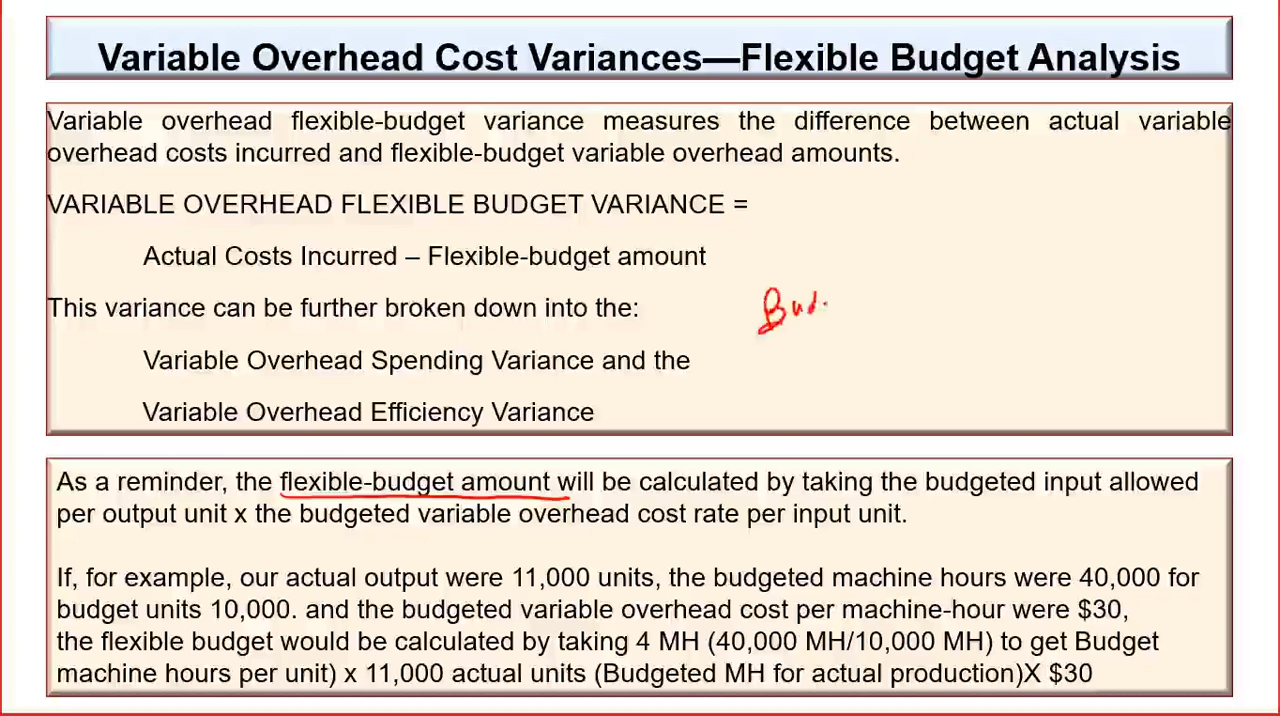 Variable Overhead Cost Variances—Flexible Budget Analysis
Variable overhead flexible-budget variance measures the difference between actual variable
overhead costs incurred and flexible-budget variable overhead amounts.
VARIABLE OVERHEAD FLEXIBLE BUDGET VARIANCE =
Actual Costs Incurred – Flexible-budget amount
This variance can be further broken down into the:
Bud.
Variable Overhead Spending Variance and the
Variable Overhead Efficiency Variance
As a reminder, the flexible-budget amount will be calculated by taking the budgeted input allowed
per output unit x the budgeted variable overhead cost rate per input unit.
If, for example, our actual output were 11,000 units, the budgeted machine hours were 40,000 for
budget units 10,000. and the budgeted variable overhead cost per machine-hour were $30,
the flexible budget would be calculated by taking 4 MH (40,000 MH/10,000 MH) to get Budget
machine hours per unit) x 11,000 actual units (Budgeted MH for actual production)X $30